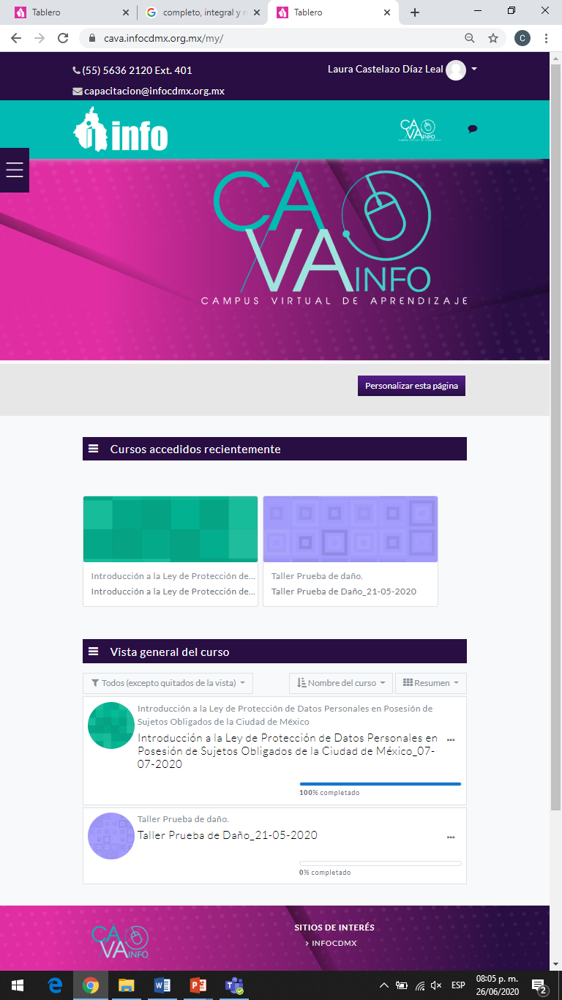 Tablero
completo, integral y r
Tablero
cava.infocdmx.org.mx/my/
C
(55) 5636 2120 Ext. 401
Laura Castelazo Díaz Leal
capacitacion@infocdmx.org.mx
info
CAVA INFO
CA
VA INFO
CAMPUS VIRTUAL DE APRENDIZAJE
Personalizar esta página
Cursos accedidos recientemente
Introducción a la Ley de Protección de...
Introducción a la Ley de Protección de...
Taller Prueba de daño.
Taller Prueba de Daño_21-05-2020
Vista general del curso
Todos (excepto quitados de la vista)
Nombre del curso
Resumen
Introducción a la Ley de Protección de Datos Personales en Posesión de
Sujetos Obligados de la Ciudad de México
Introducción a la Ley de Protección de Datos Personales en
Posesión de Sujetos Obligados de la Ciudad de México_07-
07-2020
100% completado
Taller Prueba de daño.
Taller Prueba de Daño_21-05-2020
0% completado
CA
VA INFO
SITIOS DE INTERÉS
> INFOCDMX
ESP
08:05 p. m.
26/06/2020
2